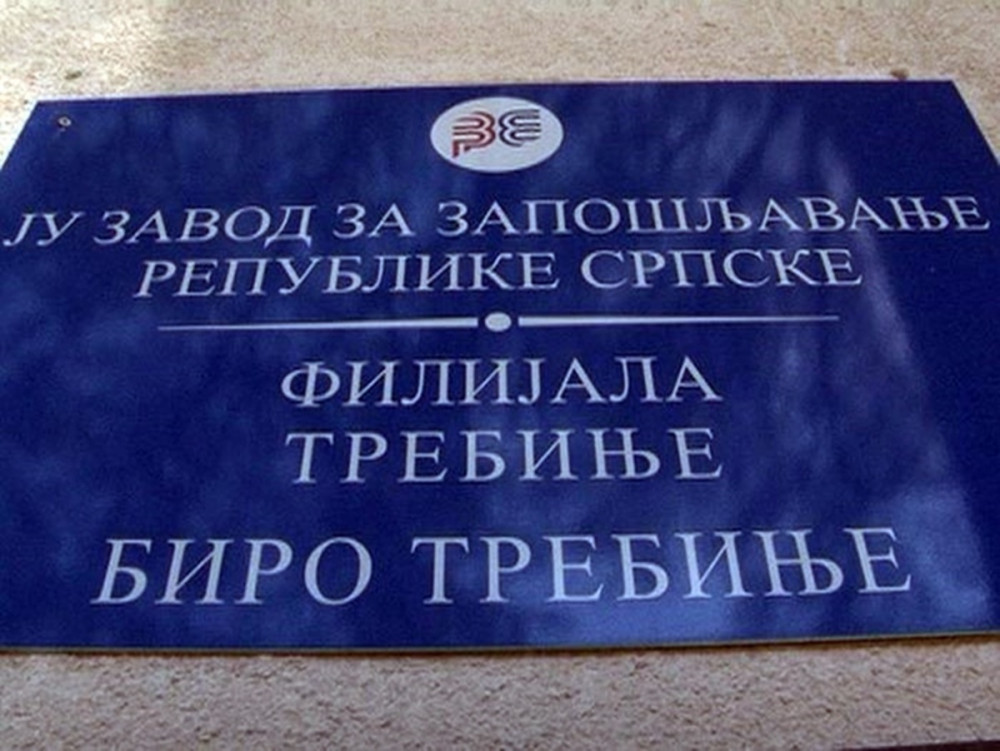 ЈУ ЗАВОД ЗА ЗАПОШЉАВАЊЕ
РЕПУБЛИКЕ СРПСКЕ
ФИЛИЈАЛА
ТРЕБИЊЕ
БИРО ТРЕБИЊЕ